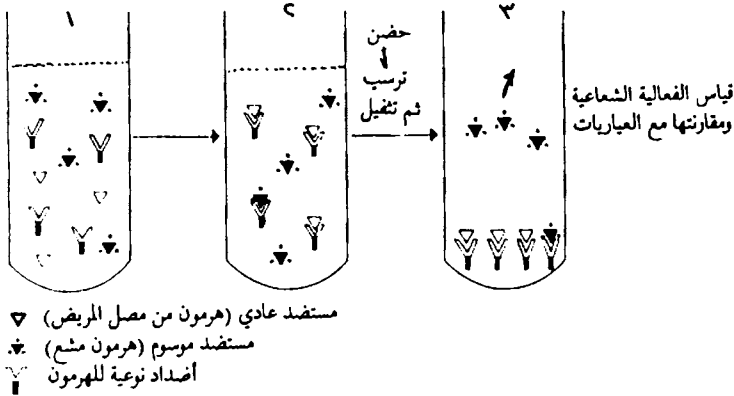 ١
٢
٣
حضن
ترسب
ثم تثفيل
قياس الفعالية الشعاعية
ومقارنتها مع العياريات
مستضد عادي (هرمون من مصل المريض)
مستضد موسوم (هرمون مشع)
أضداد نوعية للهرمون